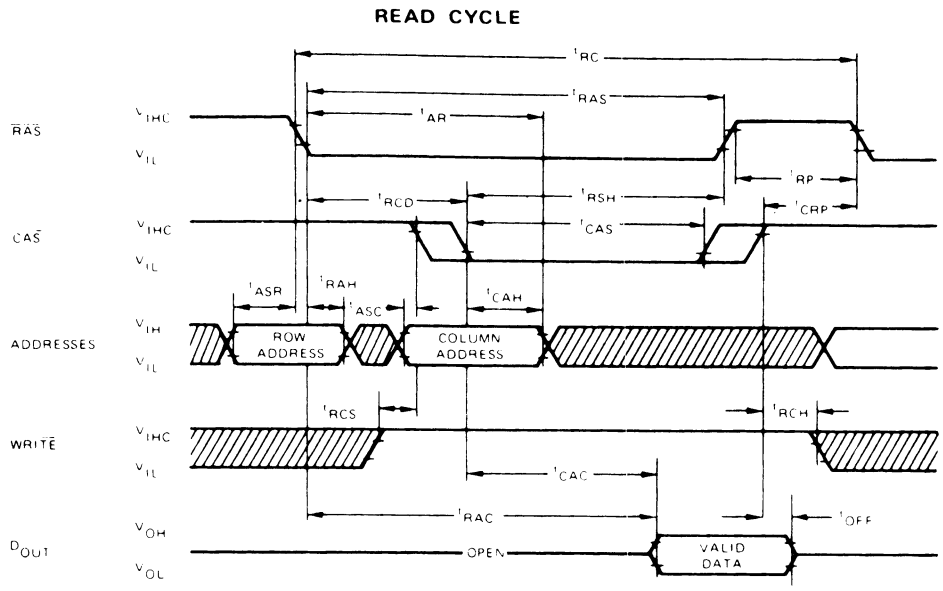 READ CYCLE
tRC
tRAS
tAR
RAS
VIHC
VIL
tRP
tRCD
tRSH
tCRP
CAS
VIHC
VIL
tCAS
tASR
tRAH
tASC
tCAH
ADDRESSES
VIH
VIL
ROW
ADDRESS
COLUMN
ADDRESS
tRCS
tRCH
WRITE
VIHC
VIL
tCAC
tRAC
tOFF
DOUT
VOH
VOL
OPEN
VALID
DATA